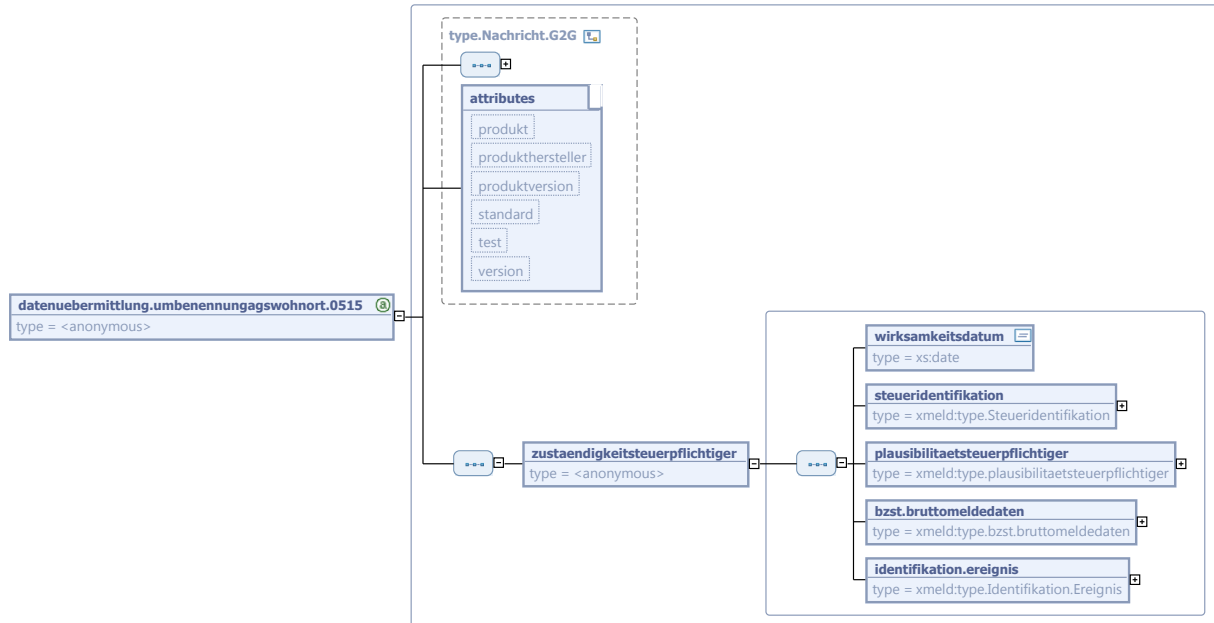 type.Nachricht.G2G
attributes
produkt
produkthersteller
produktversion
standard
test
version
datenuebermittlung.umbenennungagswohnort.0515
type = <anonymous>
wirksamkeitsdatum
type = xs:date
steueridentifikation
type = xmeld:type.Steueridentifikation
zustaendigkeitsteuerpflichtiger
type = <anonymous>
plausibilitaetsteuerpflichtiger
type = xmeld:type.plausibilitaetsteuerpflichtiger
bzst.bruttomeldedaten
type = xmeld:type.bzst.bruttomeldedaten
identifikation.ereignis
type = xmeld:type.Identifikation.Ereignis